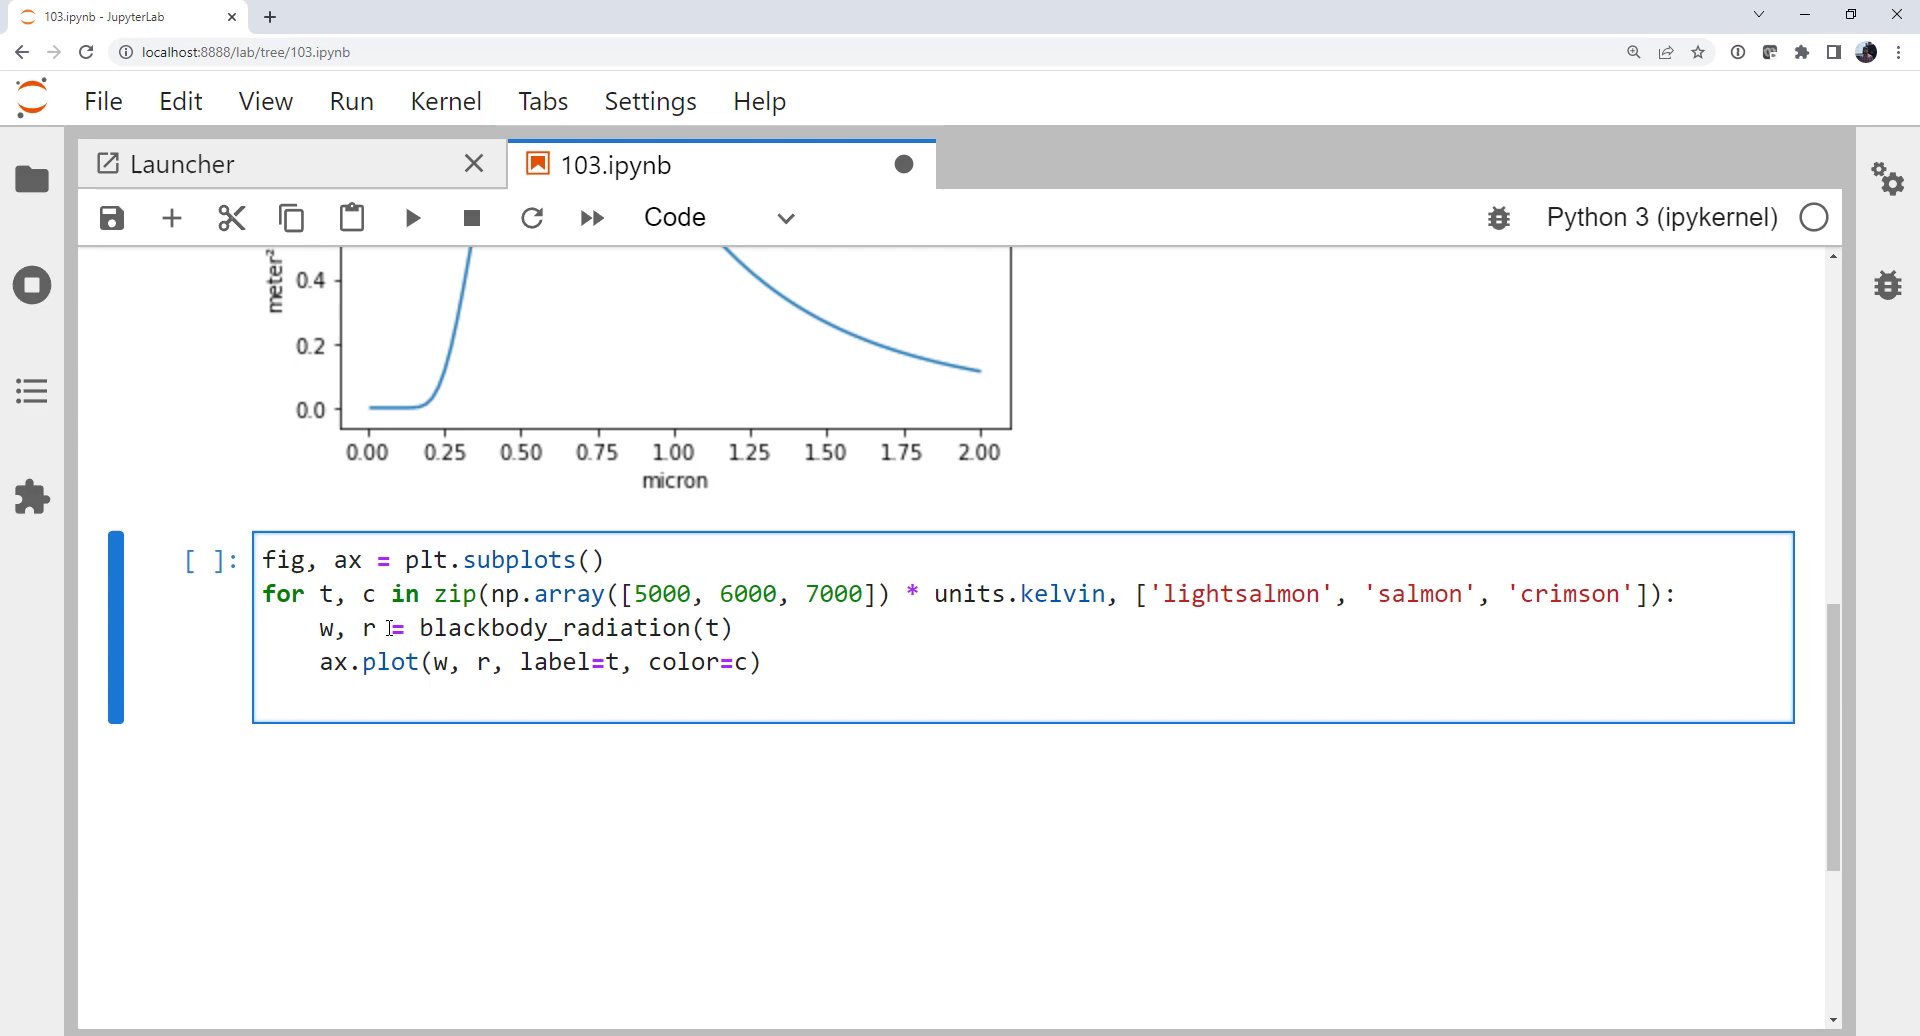 103.ipynb - JupyterLab
localhost:8888/lab/tree/103.ipynb
File Edit View Run Kernel Tabs Settings Help
Launcher 103.ipynb
Code Python 3 (ipykernel)
meter²
0.4
0.2
0.0
0.00 0.25 0.50 0.75 1.00 1.25 1.50 1.75 2.00
micron
[ ]: fig, ax = plt.subplots()
for t, c in zip(np.array([5000, 6000, 7000]) * units.kelvin, ['lightsalmon', 'salmon', 'crimson']):
    w, r = blackbody_radiation(t)
    ax.plot(w, r, label=t, color=c)